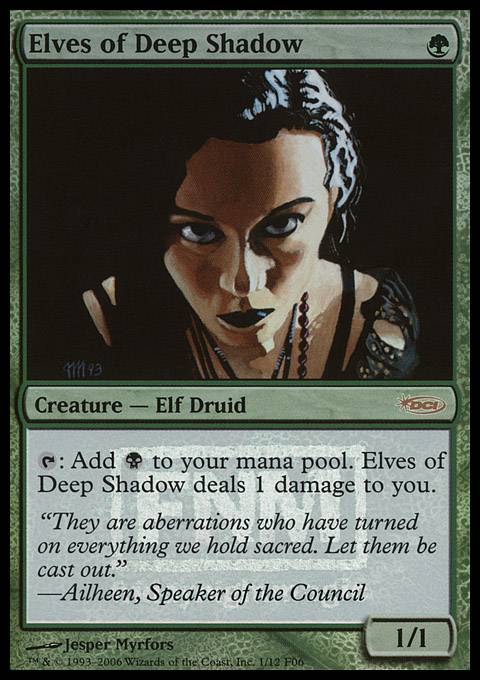 Elves of Deep Shadow
NM 93
Creature — Elf Druid
DCI
: Add to your mana pool. Elves of
Deep Shadow deals 1 damage to you.
“They are aberrations who have turned
on everything we hold sacred. Let them be
cast out.”
—Ailheen, Speaker of the Council
FNM
Jesper Myrfors
1/1
™ & © 1993–2006 Wizards of the Coast, Inc. 1/12 F06